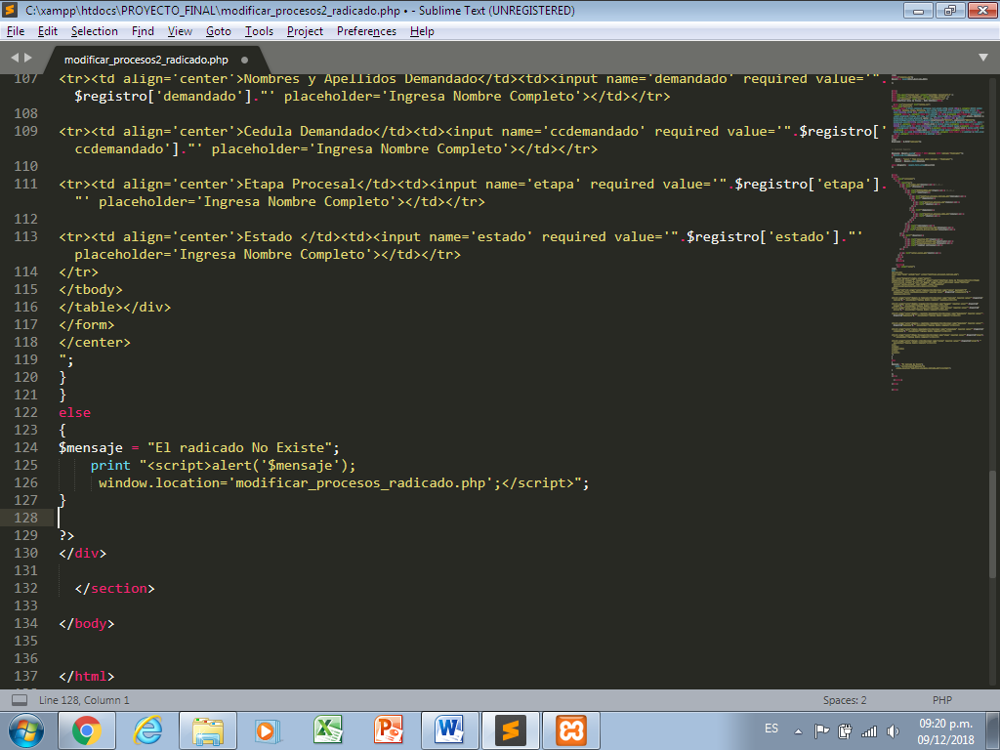 C:\xampp\htdocs\PROYECTO_FINAL\modificar_procesos2_radicado.php • - Sublime Text (UNREGISTERED)
File Edit Selection Find View Goto Tools Project Preferences Help
modificar_procesos2_radicado.php
107 <tr><td align='center'>Nombres y Apellidos Demandado</td><td><input name='demandado' required value='".
$registro['demandado']."' placeholder='Ingresa Nombre Completo'></td></tr>
108
109 <tr><td align='center'>Cedula Demandado</td><td><input name='ccdemandado' required value='".$registro['
ccdemandado']."' placeholder='Ingresa Nombre Completo'></td></tr>
110
111 <tr><td align='center'>Etapa Procesal</td><td><input name='etapa' required value='".$registro['etapa'].
"' placeholder='Ingresa Nombre Completo'></td></tr>
112
113 <tr><td align='center'>Estado </td><td><input name='estado' required value='".$registro['estado']."'
placeholder='Ingresa Nombre Completo'></td></tr>
114 </tr>
115 </tbody>
116 </table></div>
117 </form>
118 </center>
119 ";
120 }
121 }
122 else
123 {
124 $mensaje = "El radicado No Existe";
125 print "<script>alert('$mensaje');
126 window.location='modificar_procesos_radicado.php';</script>";
127 }
128
129 ?>
130 </div>
131
132 </section>
133
134 </body>
135
136
137 </html>
Line 128, Column 1 Spaces: 2 PHP
ES 09:20 p.m.
09/12/2018